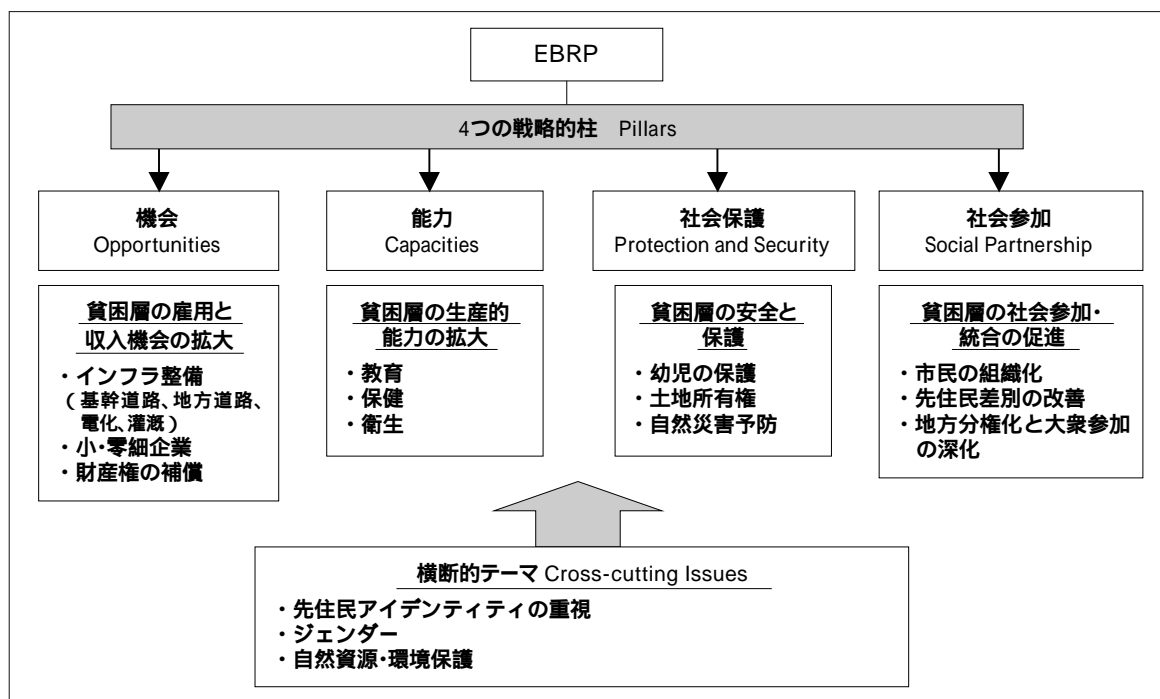 EBRP
4つの戦略的柱 Pillars
機会
Opportunities
能力
Capacities
社会保護
Protection and Security
社会参加
Social Partnership
貧困層の雇用と
収入機会の拡大
・インフラ整備
(基幹道路、地方道路、
電化、灌漑)
・小・零細企業
・財産権の補償
貧困層の生産的
能力の拡大
・教育
・保健
・衛生
貧困層の安全と
保護
・幼児の保護
・土地所有権
・自然災害予防
貧困層の社会参加・
統合の促進
・市民の組織化
・先住民差別の改善
・地方分権化と大衆参加
の深化
横断的テーマ Cross-cutting Issues
・先住民アイデンティティの重視
・ジェンダー
・自然資源・環境保護